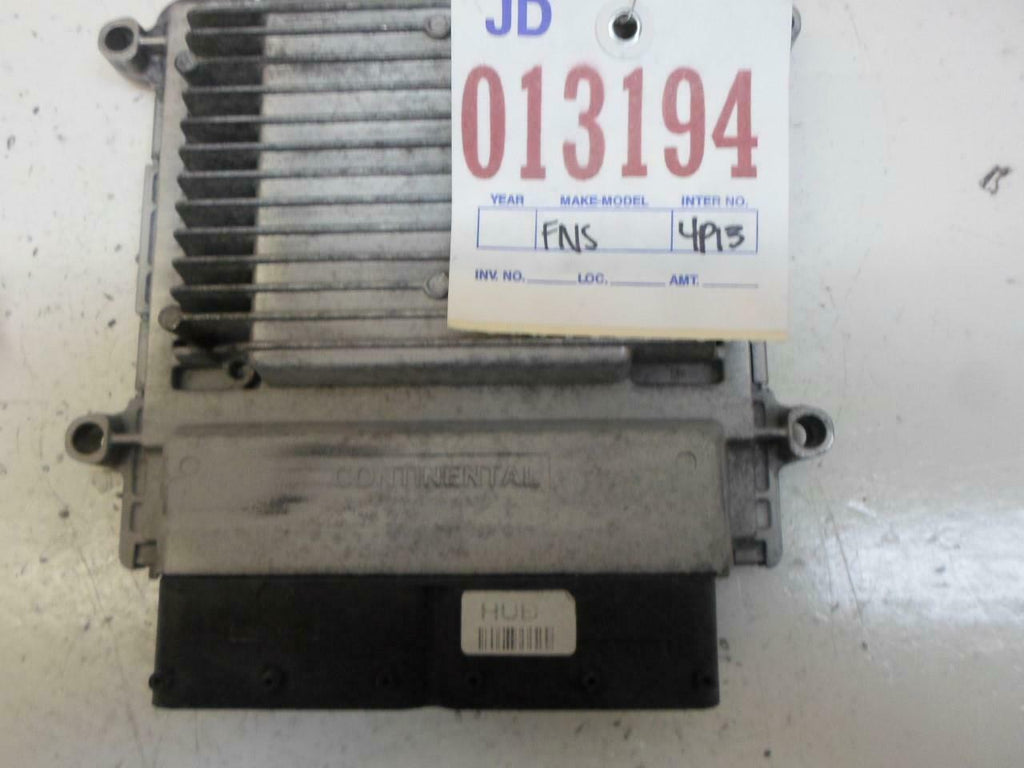 JD
013194
YEAR MAKE-MODEL INTER NO.
FNS 4P13
INV. NO. LOC. AMT.
CONTINENTAL
HUB